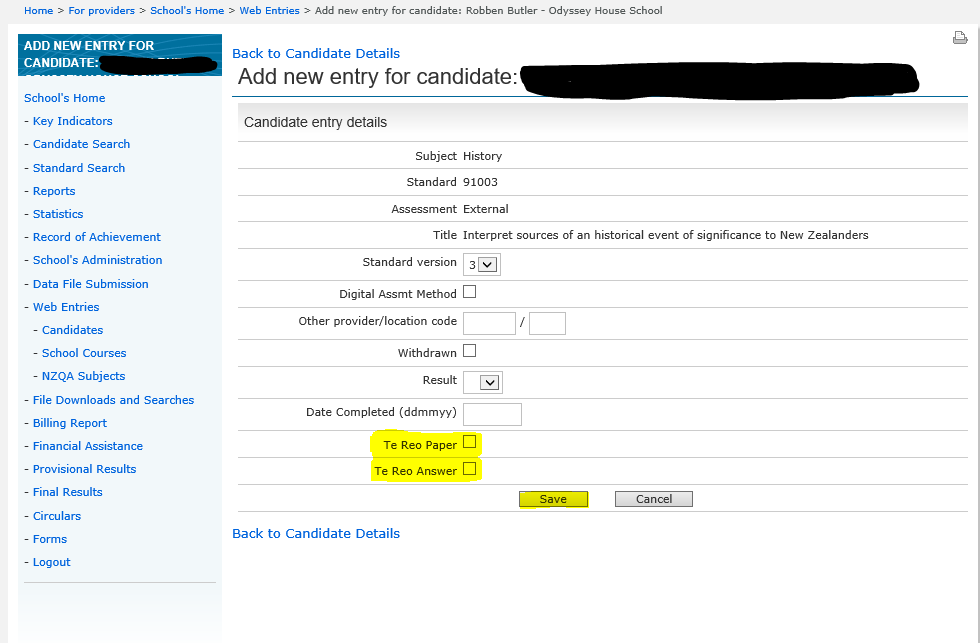 Home > For providers > School's Home > Web Entries > Add new entry for candidate: Robben Butler - Odyssey House School
ADD NEW ENTRY FOR
CANDIDATE:
School's Home
- Key Indicators
- Candidate Search
- Standard Search
- Reports
- Statistics
- Record of Achievement
- School's Administration
- Data File Submission
- Web Entries
- Candidates
- School Courses
- NZQA Subjects
- File Downloads and Searches
- Billing Report
- Financial Assistance
- Provisional Results
- Final Results
- Circulars
- Forms
- Logout
Back to Candidate Details
Add new entry for candidate:
Candidate entry details
Subject History
Standard 91003
Assessment External
Title Interpret sources of an historical event of significance to New Zealanders
Standard version 3
Digital Assmt Method
Other provider/location code /
Withdrawn
Result
Date Completed (ddmmyy)
Te Reo Paper
Te Reo Answer
Save Cancel
Back to Candidate Details